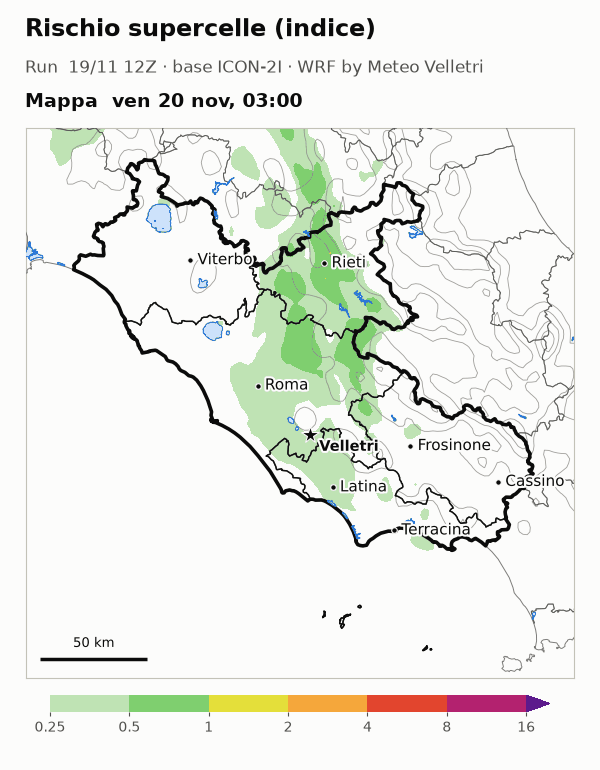 Rischio supercelle (indice)
Run  19/11 12Z · base ICON-2I · WRF by Meteo Velletri
Mappa  ven 20 nov, 03:00
Viterbo
Rieti
Roma
Velletri
Frosinone
Latina
Cassino
Terracina
50 km
0.25 0.5 1 2 4 8 16